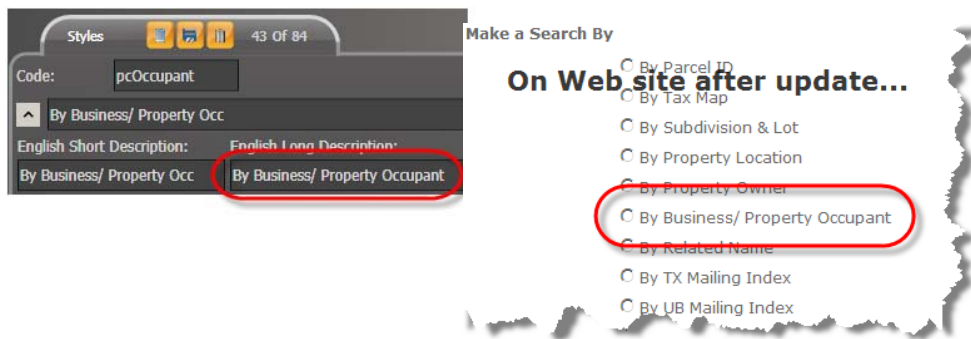 Styles
43 Of 84
Code:
pcOccupant
By Business/ Property Occ
English Short Description:
English Long Description:
By Business/ Property Occ
By Business/ Property Occupant
Make a Search By
On Web site after update...
By Parcel ID
By Tax Map
By Subdivision & Lot
By Property Location
By Property Owner
By Business/ Property Occupant
By Related Name
By TX Mailing Index
By UB Mailing Index